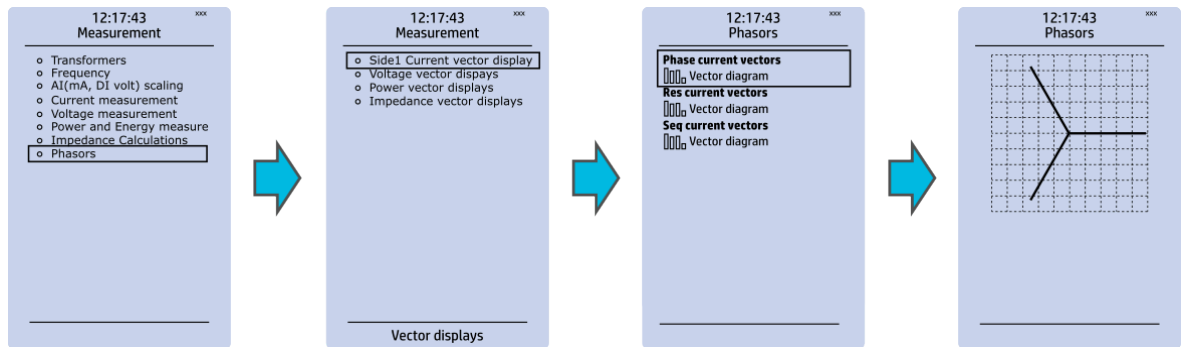 12:17:43 xxx
Measurement
Transformers
Frequency
AI(mA, DI volt) scaling
Current measurement
Voltage measurement
Power and Energy measure
Impedance Calculations
Phasors
12:17:43 xxx
Measurement
Side1 Current vector display
Voltage vector dispays
Power vector displays
Impedance vector displays
Vector displays
12:17:43 xxx
Phasors
Phase current vectors
Vector diagram
Res current vectors
Vector diagram
Seq current vectors
Vector diagram
12:17:43 xxx
Phasors